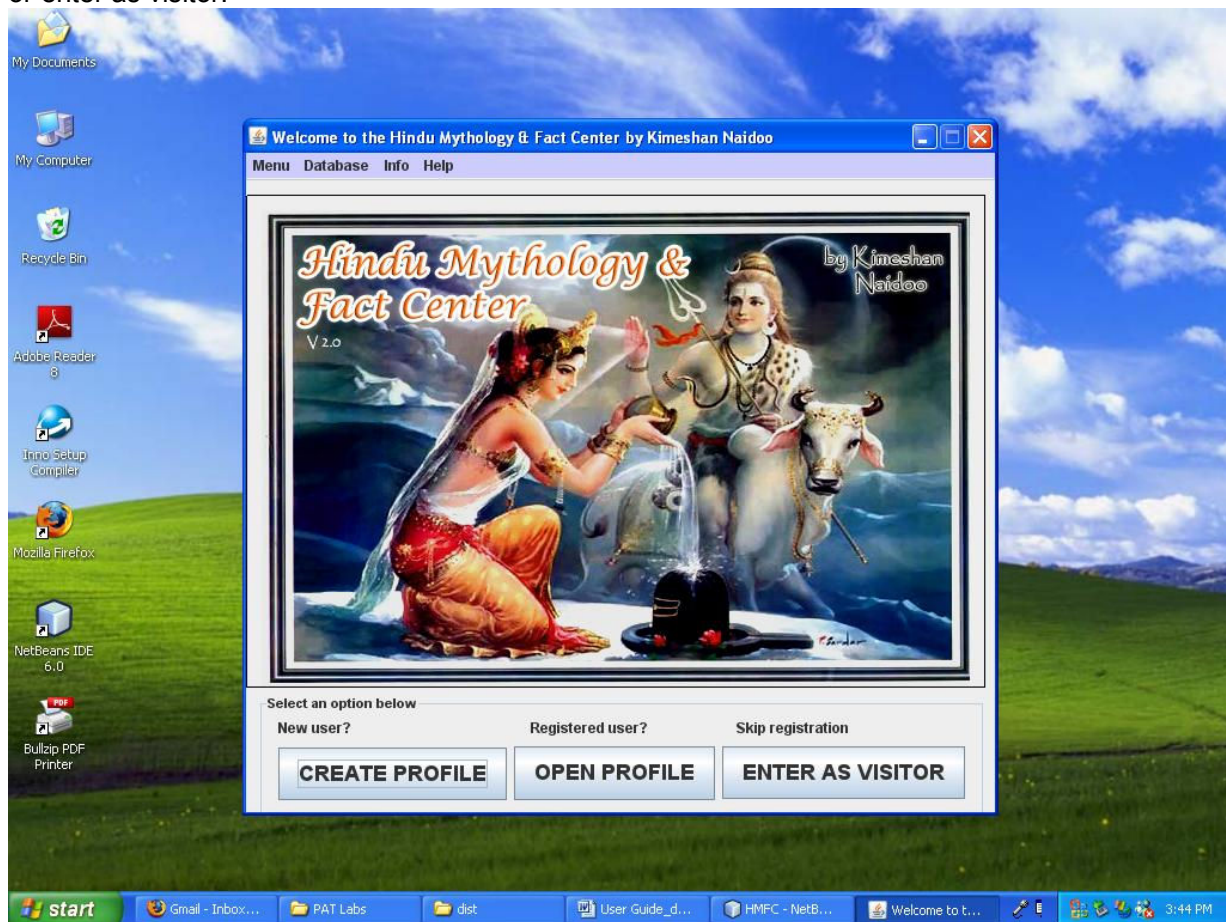 or enter as visitor.
My Documents
My Computer
Recycle Bin
Adobe Reader
8
Inno Setup
Compiler
Mozilla Firefox
NetBeans IDE
6.0
PDF
Bullzip PDF
Printer
Welcome to the Hindu Mythology & Fact Center by Kimeshan Naidoo
Menu Database Info Help
Hindu Mythology &
Fact Center
V 2.0
by Kimeshan
Naidoo
Select an option below
New user? Registered user? Skip registration
CREATE PROFILE OPEN PROFILE ENTER AS VISITOR
start Gmail - Inbox... PAT Labs dist User Guide_d... HMFC - NetB... Welcome to t... 3:44 PM